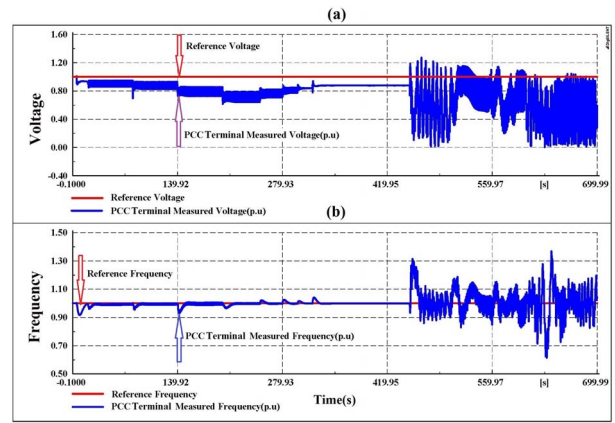 (a)
1.60
1.20
0.80
0.40
0.00
-0.40
Voltage
Reference Voltage
PCC Terminal Measured Voltage(p.u)
-0.1000 139.92 279.93 419.95 559.97 [s] 699.99
Reference Voltage
PCC Terminal Measured Voltage(p.u)
(b)
1.50
1.30
1.10
0.90
0.70
0.50
Frequency
Reference Frequency
PCC Terminal Measured Frequency(p.u)
-0.1000 139.92 279.93 419.95 559.97 [s] 699.99
Reference Frequency
PCC Terminal Measured Frequency(p.u)
Time(s)